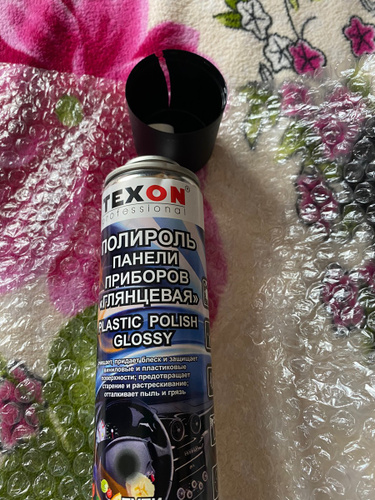 TEXON®
Professional
ПОЛИРОЛЬ
ПАНЕЛИ
ПРИБОРОВ
«ГЛЯНЦЕВАЯ»
PLASTIC POLISH
GLOSSY
придает блеск и защищает
виниловые и пластиковые
поверхности; предотвращает
старение и растрескивание;
отталкивает пыль и грязь